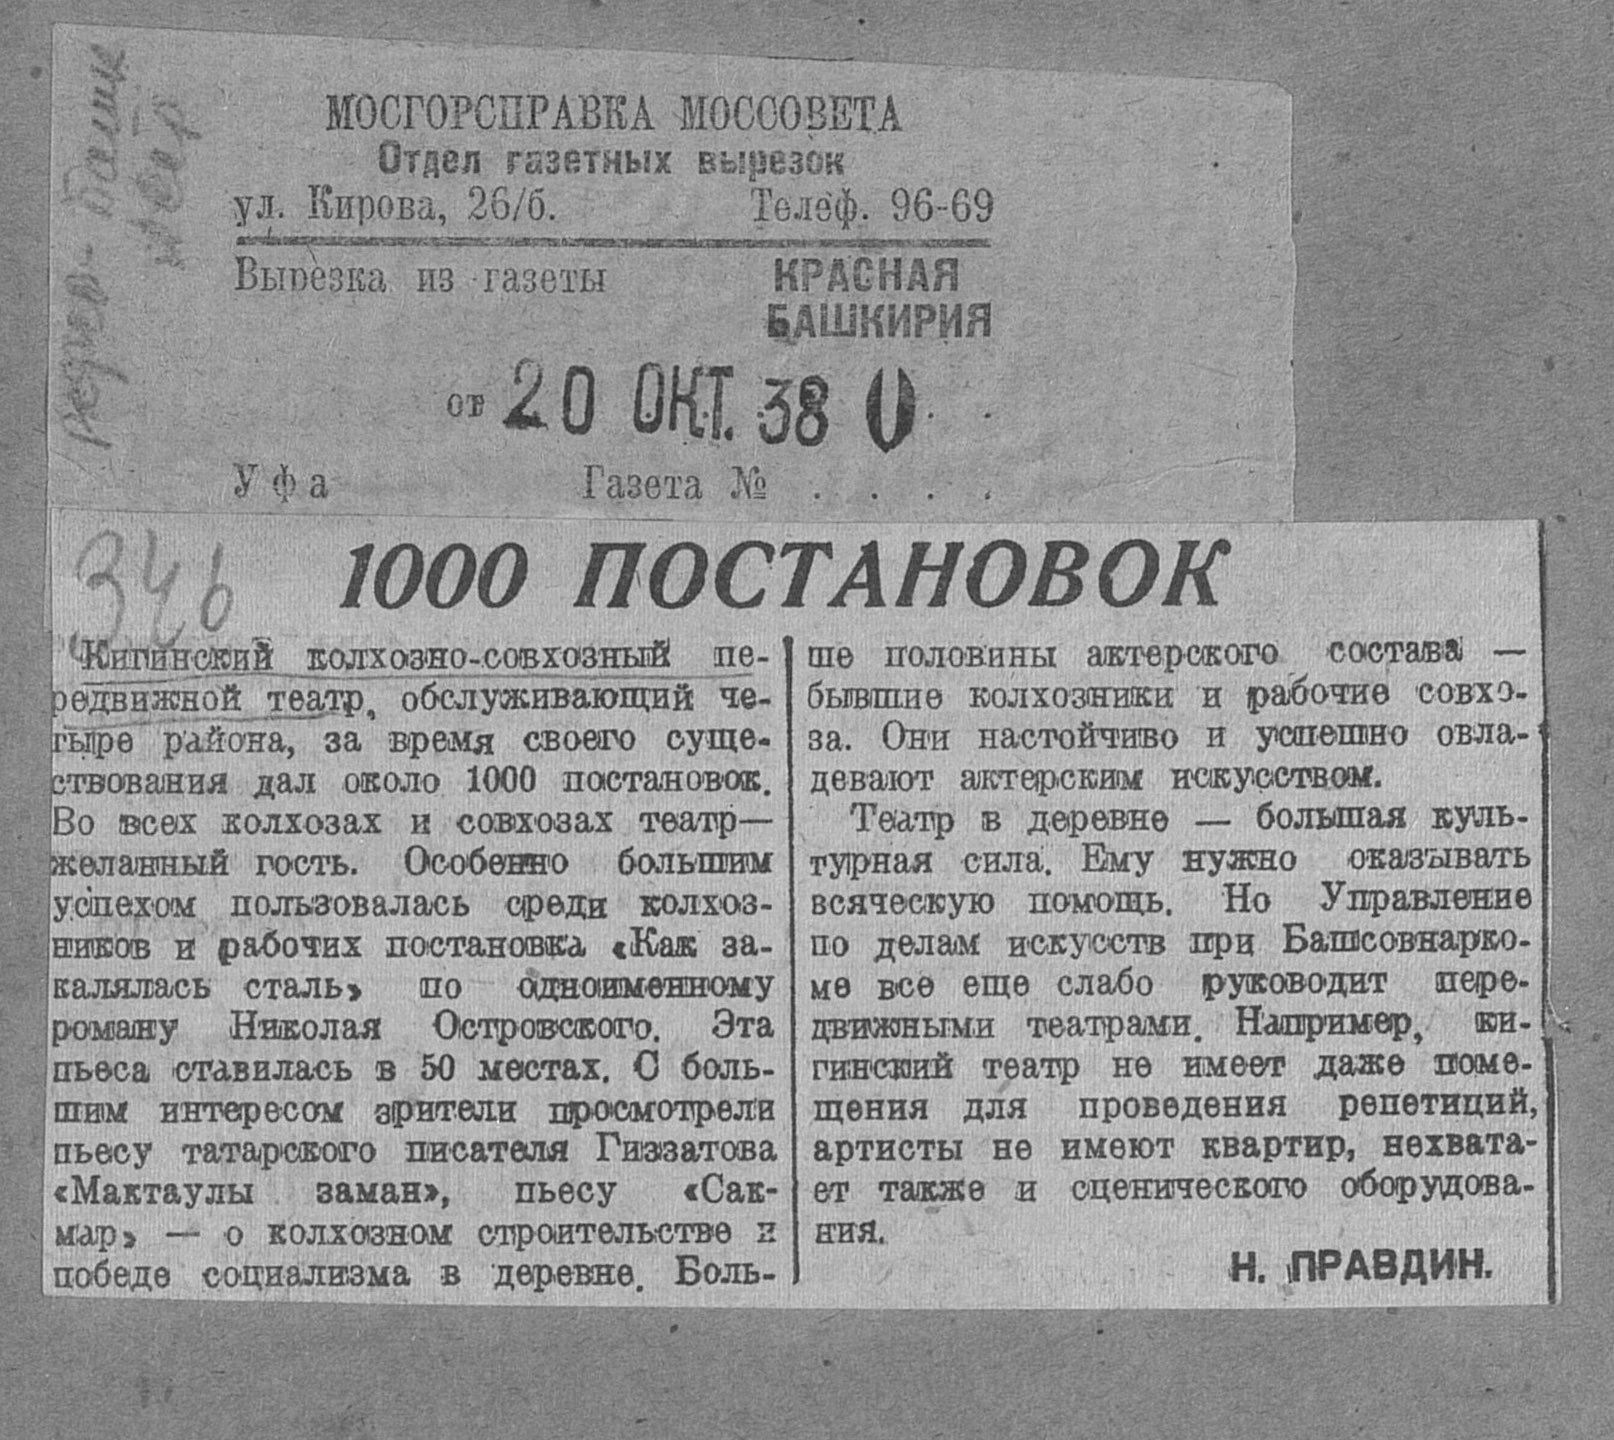 МОСГОРСПРАВКА МОССОВЕТА
Отдел газетных вырезок
ул. Кирова, 26/б. Телеф. 96-69
Вырезка из газеты КРАСНАЯ
БАШКИРИЯ
от 20 ОКТ. 38
Уфа Газета № . . . .
346
1000 ПОСТАНОВОК
Кигинский колхозно-совхозный пе-
редвижной театр, обслуживающий че-
тыре района, за время своего суще-
ствования дал около 1000 постановок.
Во всех колхозах и совхозах театр—
желанный гость. Особенно большим
успехом пользовалась среди колхоз-
ников и рабочих постановка «Как за-
калялась сталь» по одноименному
роману Николая Островского. Эта
пьеса ставилась в 50 местах. С боль-
шим интересом зрители просмотрели
пьесу татарского писателя Гиззатова
«Мактаулы заман», пьесу «Сак-
мар» — о колхозном строительстве и
победе социализма в деревне. Боль-
ше половины актерского состава —
бывшие колхозники и рабочие совхо-
за. Они настойчиво и успешно овла-
девают актерским искусством.
Театр в деревне — большая куль-
турная сила. Ему нужно оказывать
всяческую помощь. Но Управление
по делам искусств при Башсовнарко-
ме все еще слабо руководит пере-
движными театрами. Например, ки-
гинский театр не имеет даже поме-
щения для проведения репетиций,
артисты не имеют квартир, нехвата-
ет также и сценического оборудова-
ния.
Н. ПРАВДИН.